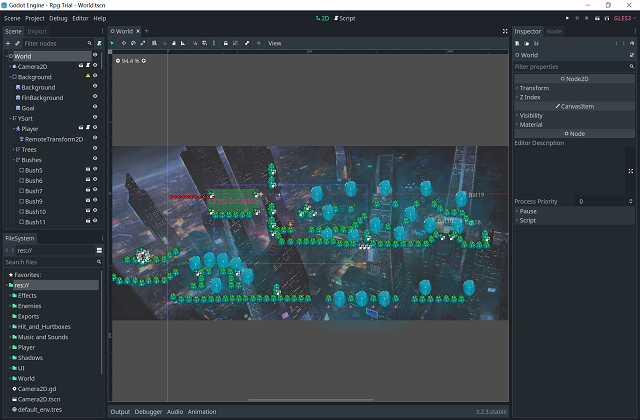 Godot Engine - Rpg Trial - World.tscn
Scene Project Debug Editor Help
2D Script
GLES3
Scene Import
Filter nodes
World
Camera2D
Background
Background
FinBackground
Goal
YSort
Player
RemoteTransform2D
Trees
Bushes
Bush5
Bush6
Bush7
Bush9
Bush10
Bush11
FileSystem
res://
Search files
Favorites:
res://
Effects
Enemies
Exports
Hit_and_Hurtboxes
Music and Sounds
Player
Shadows
UI
World
Camera2D.gd
Camera2D.tscn
default_env.tres
World
View
94.4 %
Bat19
Output Debugger Audio Animation
3.2.3.stable
Inspector Node
World
Filter properties
Node2D
Transform
Z Index
CanvasItem
Visibility
Material
Node
Editor Description
Process Priority 0
Pause
Script